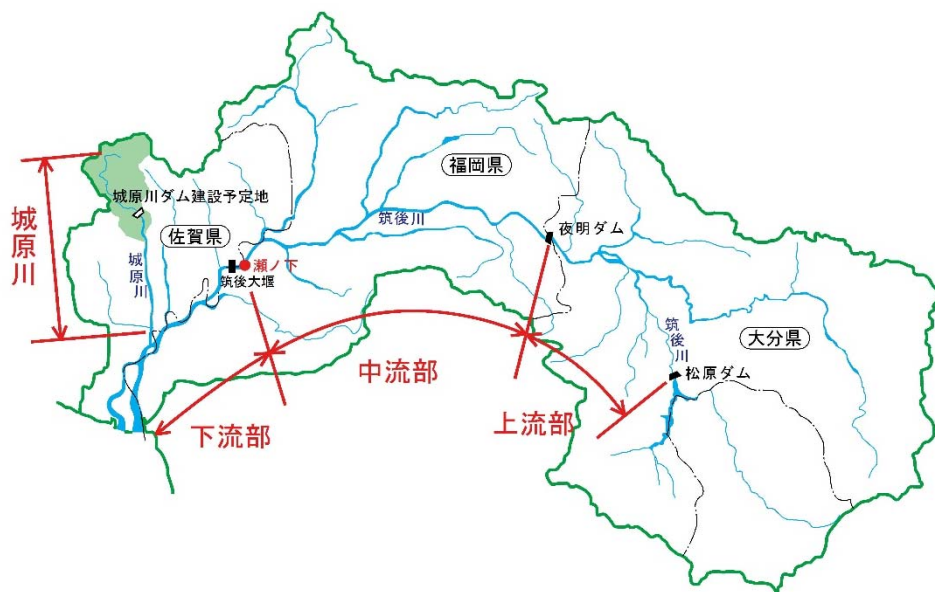 福岡県
城原川ダム建設予定地
筑後川
夜明ダム
佐賀県
城原川
城原川
瀬ノ下
筑後大堰
筑後川
大分県
松原ダム
中流部
上流部
下流部